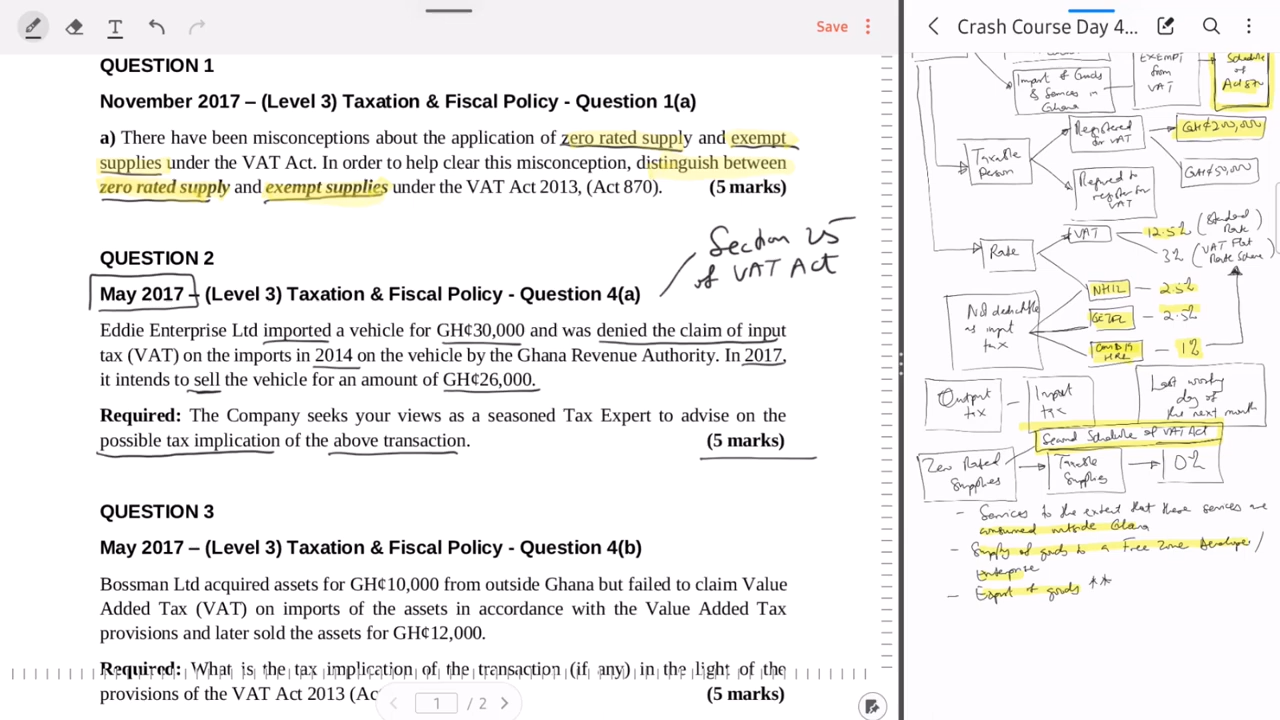 Save
QUESTION 1
November 2017 – (Level 3) Taxation & Fiscal Policy - Question 1(a)
a) There have been misconceptions about the application of zero rated supply and exempt
supplies under the VAT Act. In order to help clear this misconception, distinguish between
zero rated supply and exempt supplies under the VAT Act 2013, (Act 870). (5 marks)
Section 25
of VAT Act
QUESTION 2
May 2017 – (Level 3) Taxation & Fiscal Policy - Question 4(a)
Eddie Enterprise Ltd imported a vehicle for GH¢30,000 and was denied the claim of input
tax (VAT) on the imports in 2014 on the vehicle by the Ghana Revenue Authority. In 2017,
it intends to sell the vehicle for an amount of GH¢26,000.
Required: The Company seeks your views as a seasoned Tax Expert to advise on the
possible tax implication of the above transaction. (5 marks)
QUESTION 3
May 2017 – (Level 3) Taxation & Fiscal Policy - Question 4(b)
Bossman Ltd acquired assets for GH¢10,000 from outside Ghana but failed to claim Value
Added Tax (VAT) on imports of the assets in accordance with the Value Added Tax
provisions and later sold the assets for GH¢12,000.
Required: What is the tax implication of the transaction (if any) in the light of the
provisions of the VAT Act 2013 (Ac (5 marks)
1 / 2
Crash Course Day 4...
Import of Goods
& Services in
Ghana
EXEMPT
from
VAT
Schedule
of
Act 870
Taxable
Person
Registered
for VAT
GH¢200,000
Required to
register for
VAT
GH¢50,000
Rate
VAT
12.5% (Standard
Rate
3% (VAT Flat
Rate Scheme
Not deductible
as input
tax
NHIL – 2.5%
GETFL – 2.5%
Covid 19
HRL – 1%
Output
tax
Input
tax
Last working
day of
the next month
Second Schedule of VAT Act
Zero Rated
Supplies
Taxable
Supplies
0%
– Services to the extent that these services are
consumed outside Ghana
– Supply of goods to a Free Zone Developer/
Enterprise
– Export of goods **